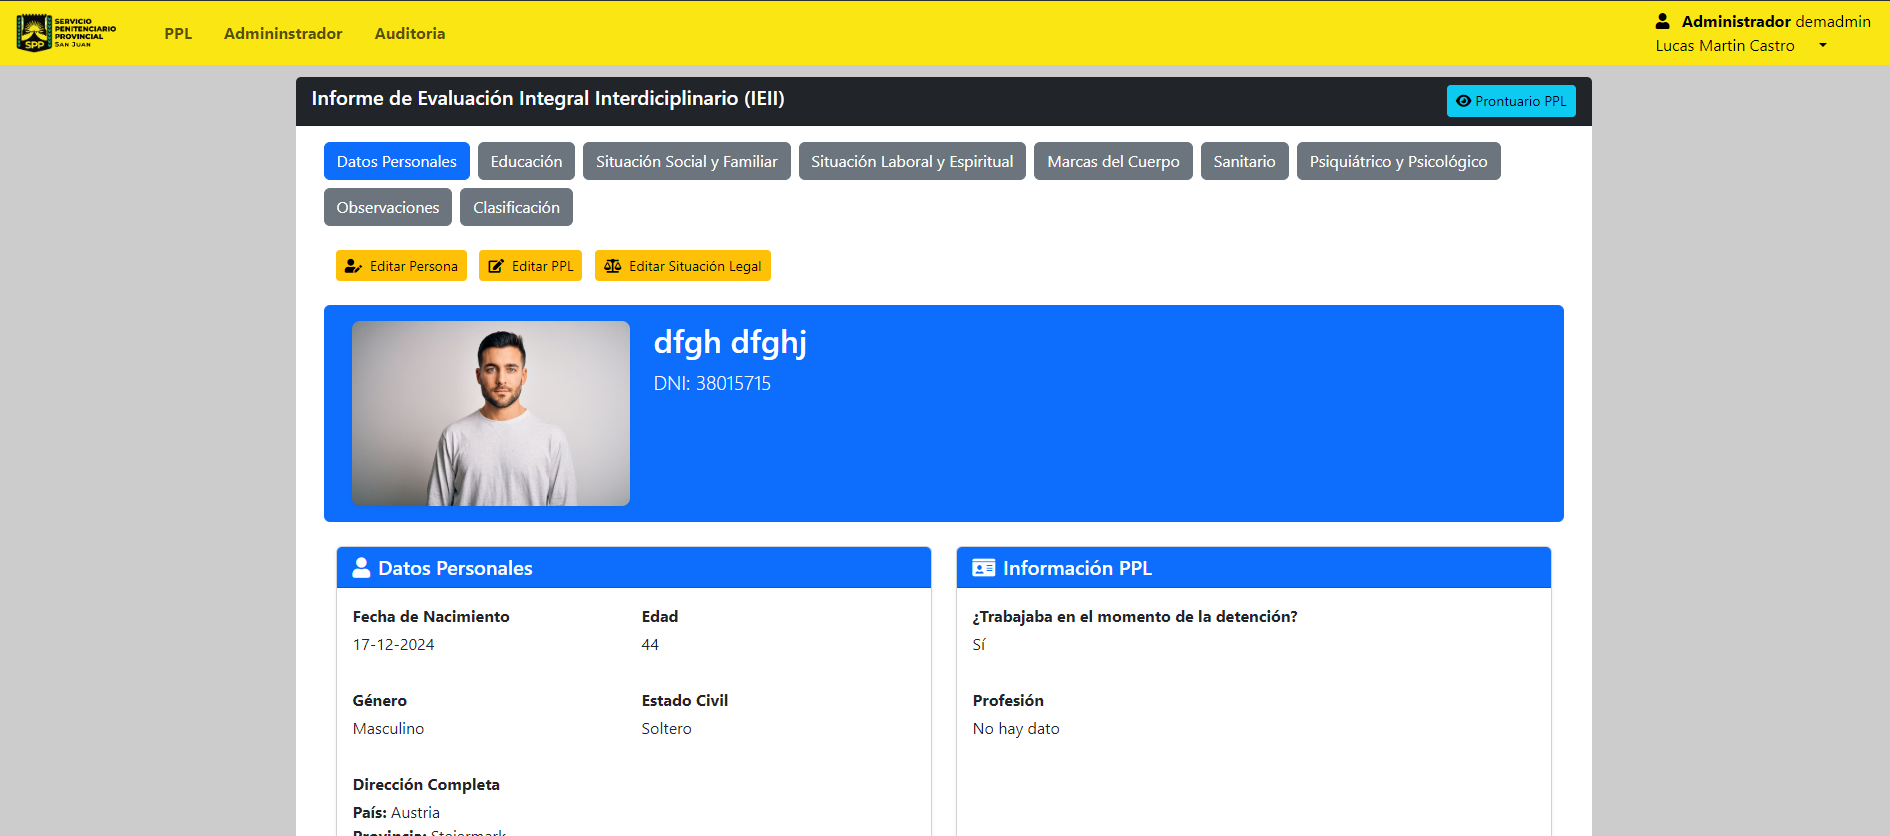 SERVICIO
PENITENCIARIO
PROVINCIAL
SAN JUAN
SPP
PPL
Admininstrador
Auditoria
Administrador demadmin
Lucas Martin Castro
Informe de Evaluación Integral Interdiciplinario (IEII)
Prontuario PPL
Datos Personales
Educación
Situación Social y Familiar
Situación Laboral y Espiritual
Marcas del Cuerpo
Sanitario
Psiquiátrico y Psicológico
Observaciones
Clasificación
Editar Persona
Editar PPL
Editar Situación Legal
dfgh dfghj
DNI: 38015715
Datos Personales
Fecha de Nacimiento
17-12-2024
Edad
44
Género
Masculino
Estado Civil
Soltero
Dirección Completa
País: Austria
Provincia: Steiermark
Información PPL
¿Trabajaba en el momento de la detención?
Sí
Profesión
No hay dato